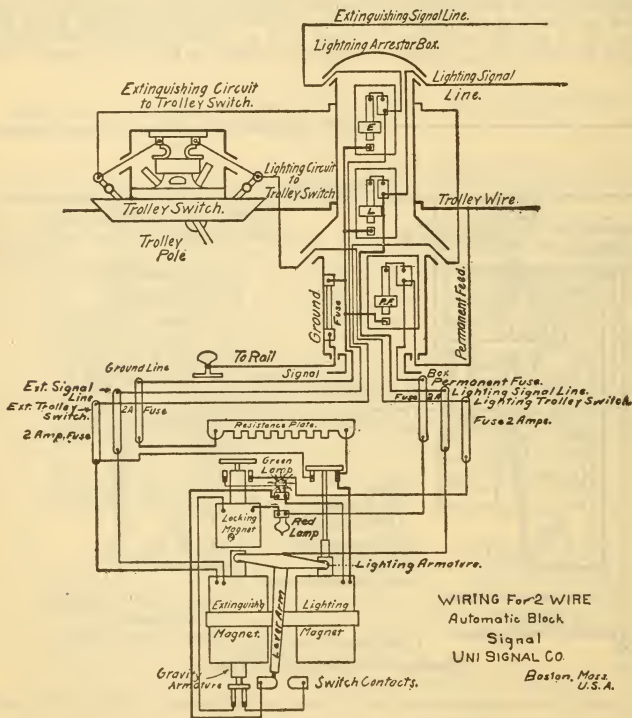 Extinguishing Signal Line.
Lightning Arrestor Box.
Lighting Signal
Line.
Extinguishing Circuit
to Trolley Switch.
E
Lighting Circuit
to
Trolley Switch
L
Trolley Wire.
Trolley Switch.
Trolley
Pole
P.F.
Ground
Fuse
Permanent Feed.
To Rail
Signal
Box
Ground Line
Ext. Signal
Line
Ext. Trolley
Switch.
2A
Fuse
2 Amp. Fuse
Permanent Fuse.
Fuse
2A
Lighting Signal Line.
Lighting Trolley Switch.
Fuse 2 Amps.
Resistance Plate.
Green
Lamp
Locking
Magnet
Red
Lamp
Lighting Armature.
Extinguish'g
Magnet.
Lever Arm
Lighting
Magnet
Gravity
Armature
Switch Contacts.
WIRING For 2 WIRE
Automatic Block
Signal
UNI SIGNAL CO.
Boston, Mass.
U.S.A.